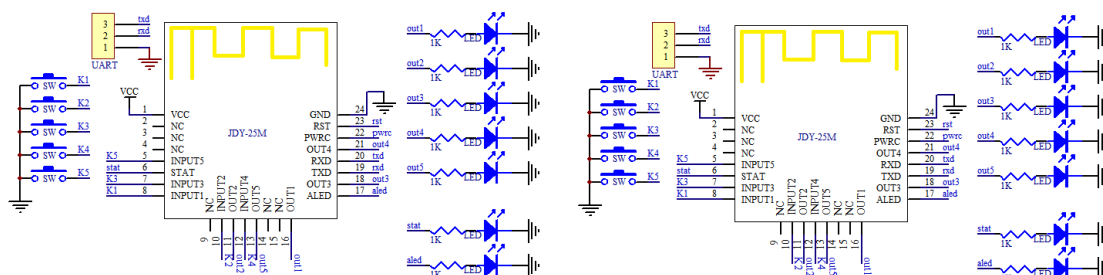 3 txd
2 rxd
1
UART
SW K1
SW K2
SW K3
SW K4
SW K5
VCC
JDY-25M
1 VCC
2 NC
3 NC
4 NC
K5 5 INPUT5
stat 6 STAT
K3 7 INPUT3
K1 8 INPUT1
GND 24
RST 23 rst
PWRC 22 pwrc
OUT4 21 out4
RXD 20 txd
TXD 19 rxd
OUT3 18 out3
ALED 17 aled
NC 9
INPUT2 10 K2
OUT2 11 out2
INPUT4 12 K4
OUT5 13 out5
NC 14
NC 15
OUT1 16 out1
out1 1K LED
out2 1K LED
out3 1K LED
out4 1K LED
out5 1K LED
stat 1K LED
aled 1K LED
3 txd
2 rxd
1
UART
SW K1
SW K2
SW K3
SW K4
SW K5
VCC
JDY-25M
1 VCC
2 NC
3 NC
4 NC
K5 5 INPUT5
stat 6 STAT
K3 7 INPUT3
K1 8 INPUT1
GND 24
RST 23 rst
PWRC 22 pwrc
OUT4 21 out4
RXD 20 txd
TXD 19 rxd
OUT3 18 out3
ALED 17 aled
NC 9
INPUT2 10 K2
OUT2 11 out2
INPUT4 12 K4
OUT5 13 out5
NC 14
NC 15
OUT1 16 out1
out1 1K LED
out2 1K LED
out3 1K LED
out4 1K LED
out5 1K LED
stat 1K LED
aled 1K LED